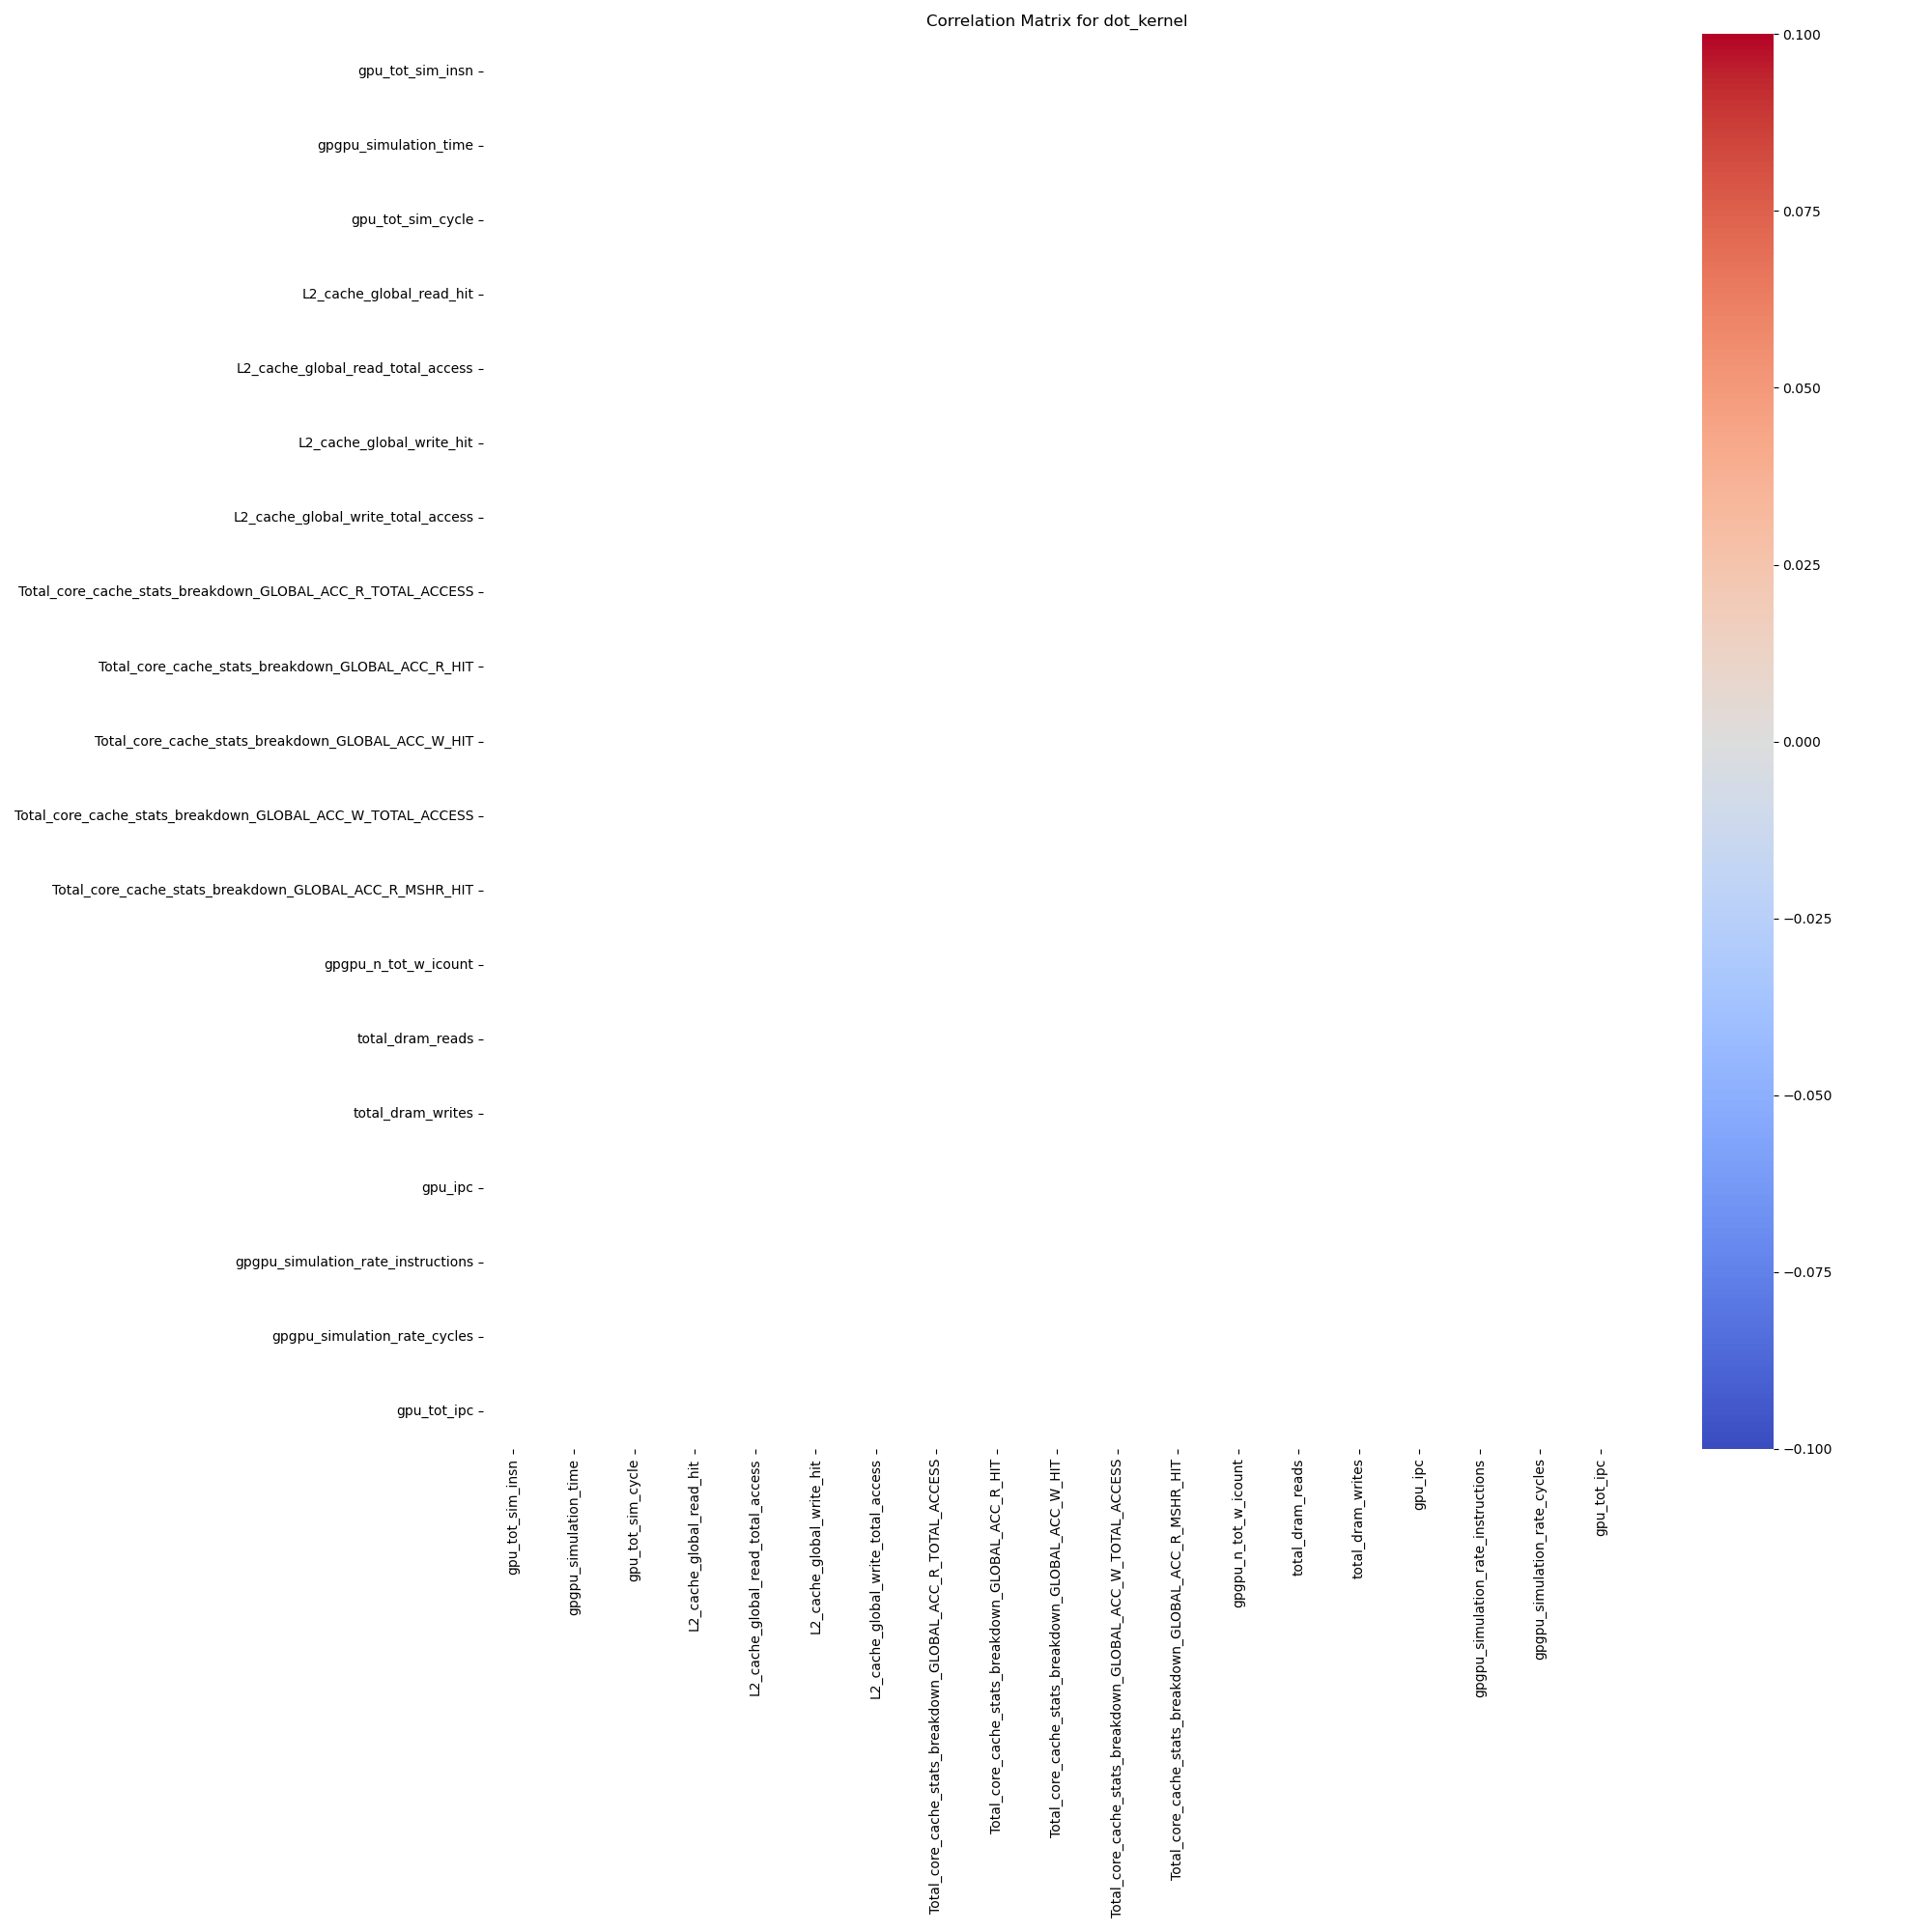 Correlation Matrix for dot_kernel
gpu_tot_sim_insn
gpgpu_simulation_time
gpu_tot_sim_cycle
L2_cache_global_read_hit
L2_cache_global_read_total_access
L2_cache_global_write_hit
L2_cache_global_write_total_access
Total_core_cache_stats_breakdown_GLOBAL_ACC_R_TOTAL_ACCESS
Total_core_cache_stats_breakdown_GLOBAL_ACC_R_HIT
Total_core_cache_stats_breakdown_GLOBAL_ACC_W_HIT
Total_core_cache_stats_breakdown_GLOBAL_ACC_W_TOTAL_ACCESS
Total_core_cache_stats_breakdown_GLOBAL_ACC_R_MSHR_HIT
gpgpu_n_tot_w_icount
total_dram_reads
total_dram_writes
gpu_ipc
gpgpu_simulation_rate_instructions
gpgpu_simulation_rate_cycles
gpu_tot_ipc
gpu_tot_sim_insn
gpgpu_simulation_time
gpu_tot_sim_cycle
L2_cache_global_read_hit
L2_cache_global_read_total_access
L2_cache_global_write_hit
L2_cache_global_write_total_access
Total_core_cache_stats_breakdown_GLOBAL_ACC_R_TOTAL_ACCESS
Total_core_cache_stats_breakdown_GLOBAL_ACC_R_HIT
Total_core_cache_stats_breakdown_GLOBAL_ACC_W_HIT
Total_core_cache_stats_breakdown_GLOBAL_ACC_W_TOTAL_ACCESS
Total_core_cache_stats_breakdown_GLOBAL_ACC_R_MSHR_HIT
gpgpu_n_tot_w_icount
total_dram_reads
total_dram_writes
gpu_ipc
gpgpu_simulation_rate_instructions
gpgpu_simulation_rate_cycles
gpu_tot_ipc
0.100
0.075
0.050
0.025
0.000
−0.025
−0.050
−0.075
−0.100